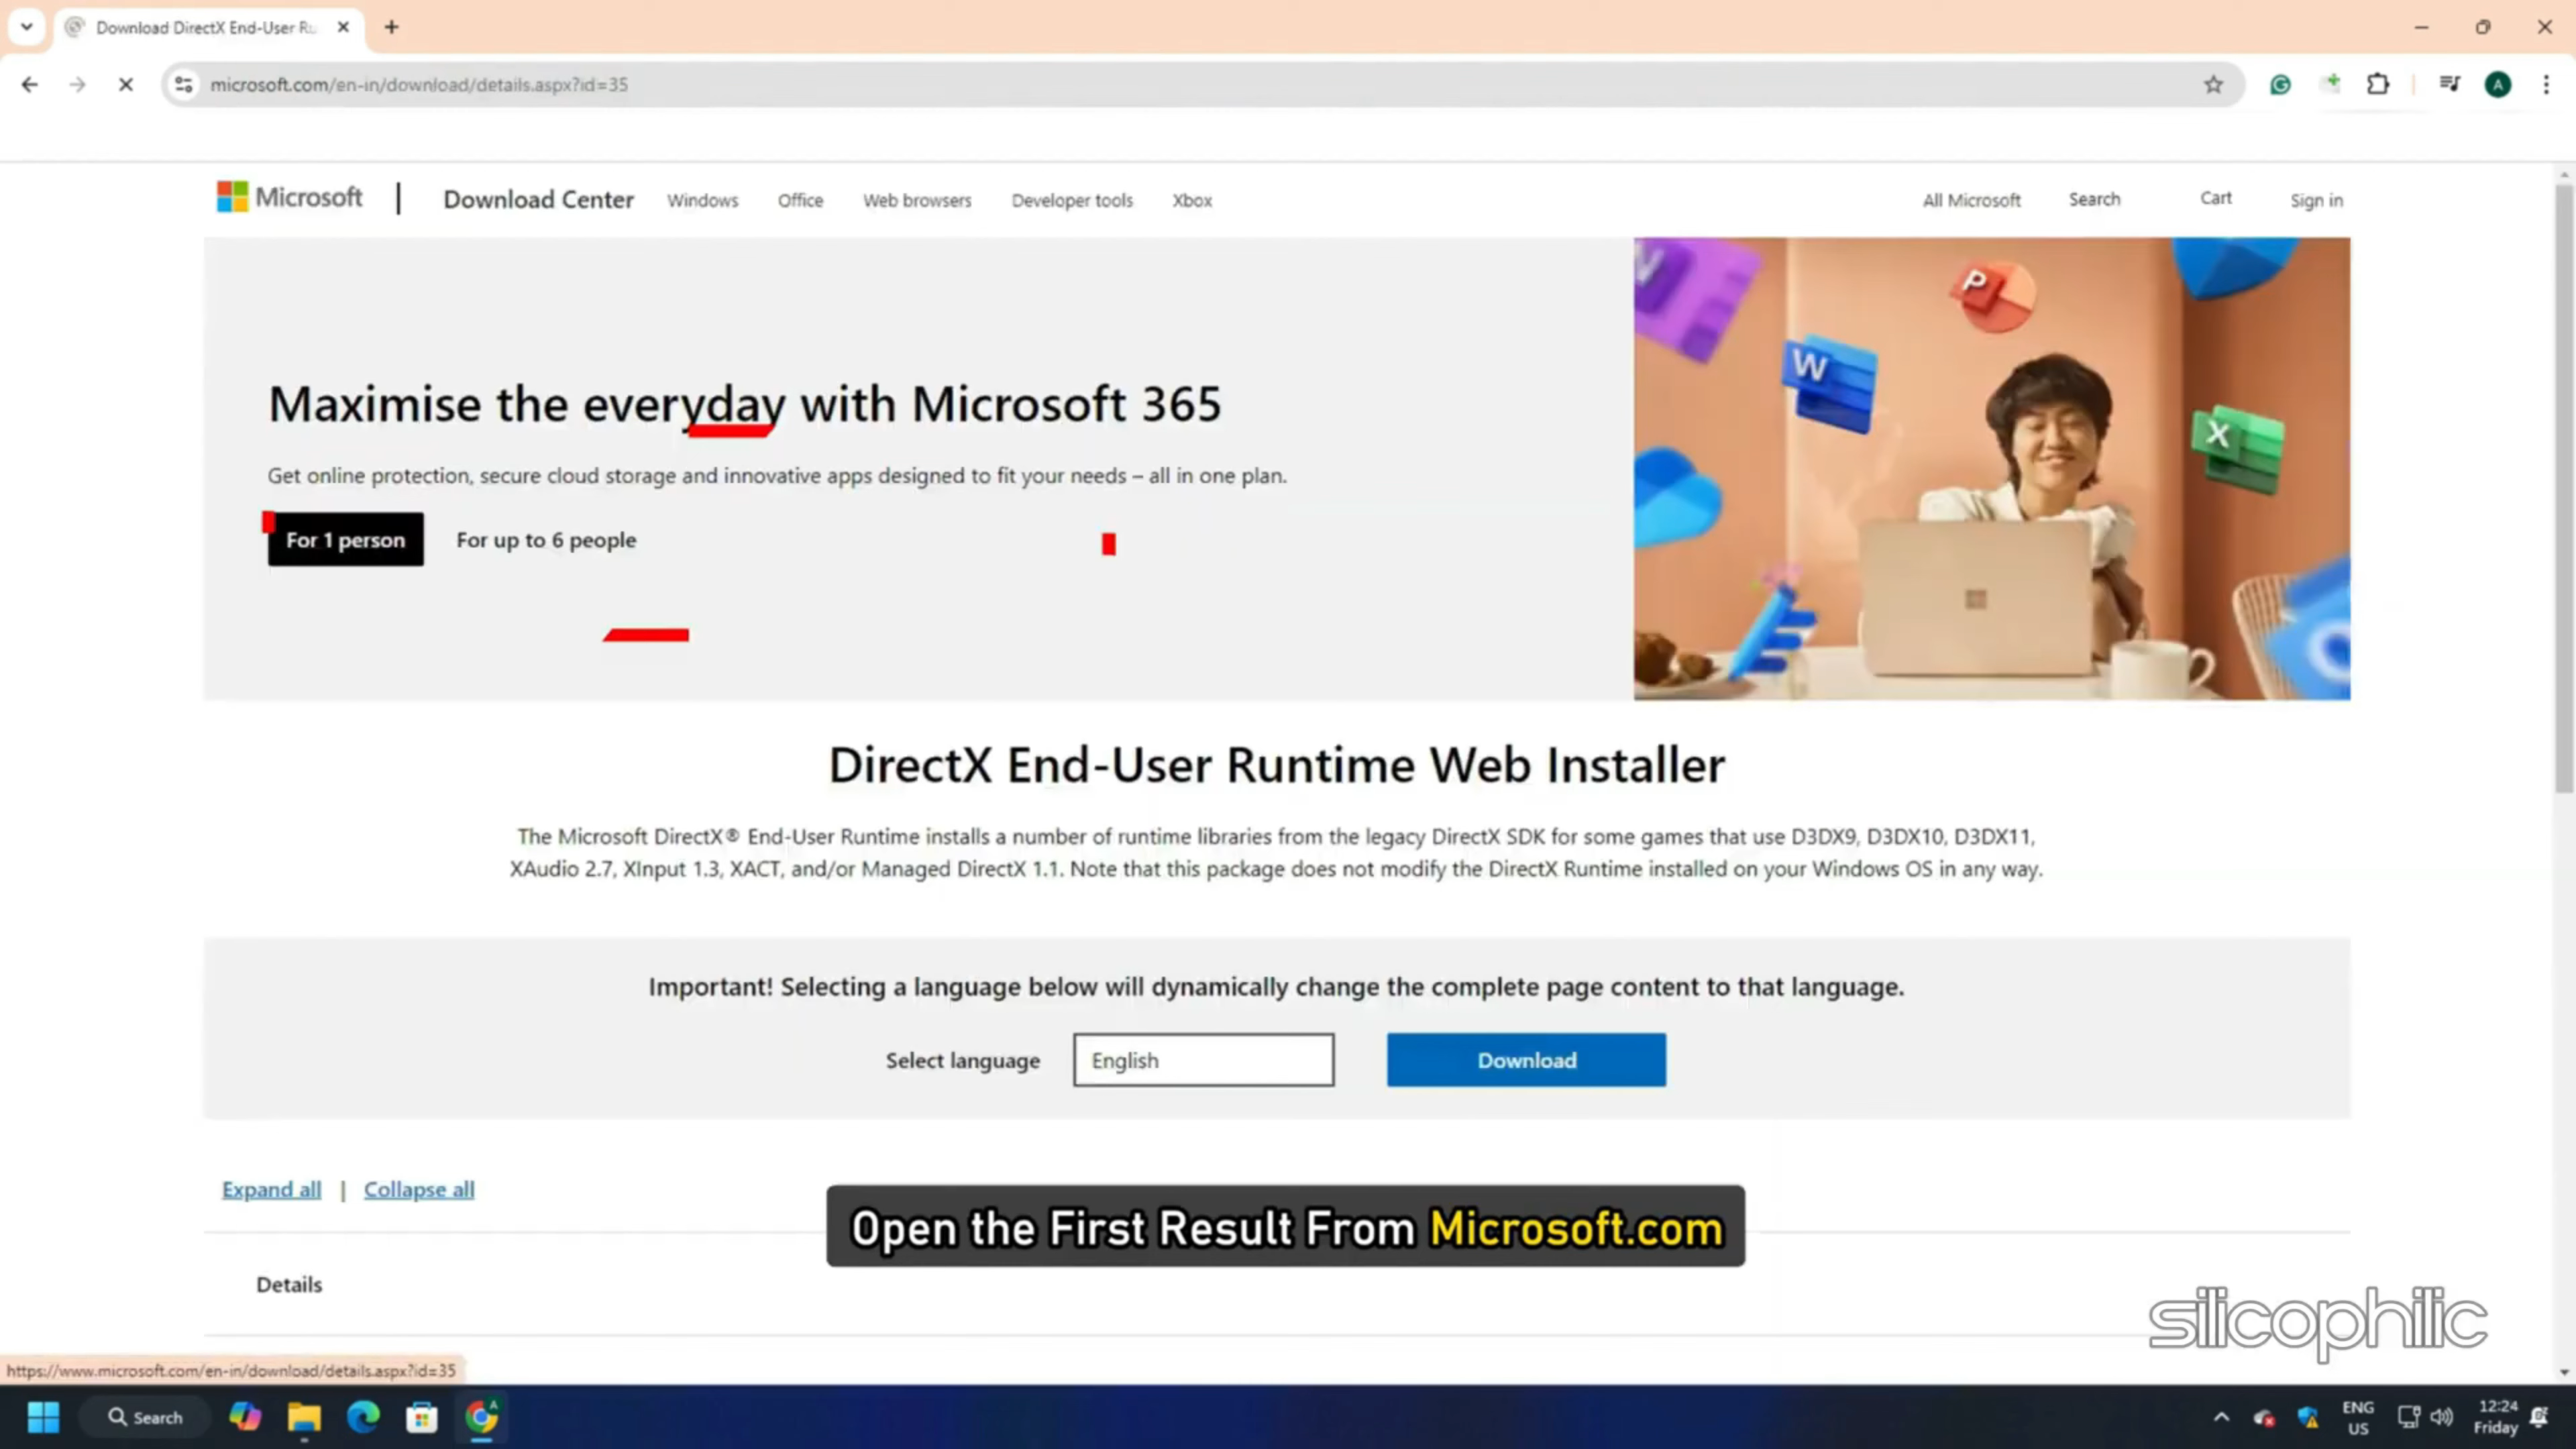 Download DirectX End-User Ru
microsoft.com/en-in/download/details.aspx?id=35
A
Microsoft
Download Center
Windows
Office
Web browsers
Developer tools
Xbox
All Microsoft
Search
Cart
Sign in
N
P
W
X
Maximise the everyday with Microsoft 365
Get online protection, secure cloud storage and innovative apps designed to fit your needs – all in one plan.
For 1 person
For up to 6 people
DirectX End-User Runtime Web Installer
The Microsoft DirectX® End-User Runtime installs a number of runtime libraries from the legacy DirectX SDK for some games that use D3DX9, D3DX10, D3DX11,
XAudio 2.7, XInput 1.3, XACT, and/or Managed DirectX 1.1. Note that this package does not modify the DirectX Runtime installed on your Windows OS in any way.
Important! Selecting a language below will dynamically change the complete page content to that language.
Select language
English
Download
Expand all | Collapse all
Open the First Result From Microsoft.com
Details
silicophilic
https://www.microsoft.com/en-in/download/details.aspx?id=35
Search
A
ENG
US
12:24
Friday